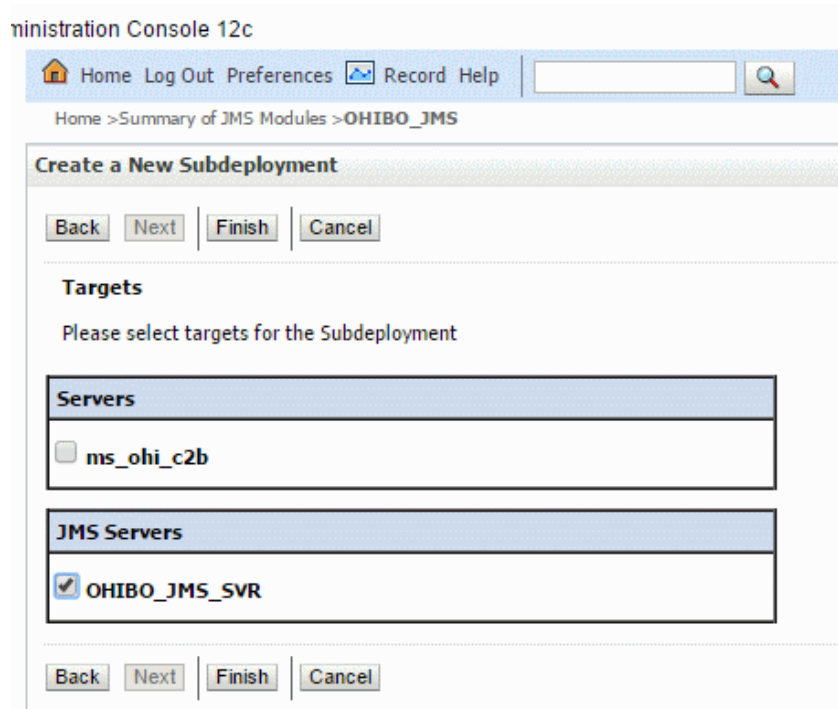 ministration Console 12c
Home Log Out Preferences Record Help
Home >Summary of JMS Modules >OHIBO_JMS
Create a New Subdeployment
Back Next Finish Cancel
Targets
Please select targets for the Subdeployment
Servers
ms_ohi_c2b
JMS Servers
OHIBO_JMS_SVR
Back Next Finish Cancel